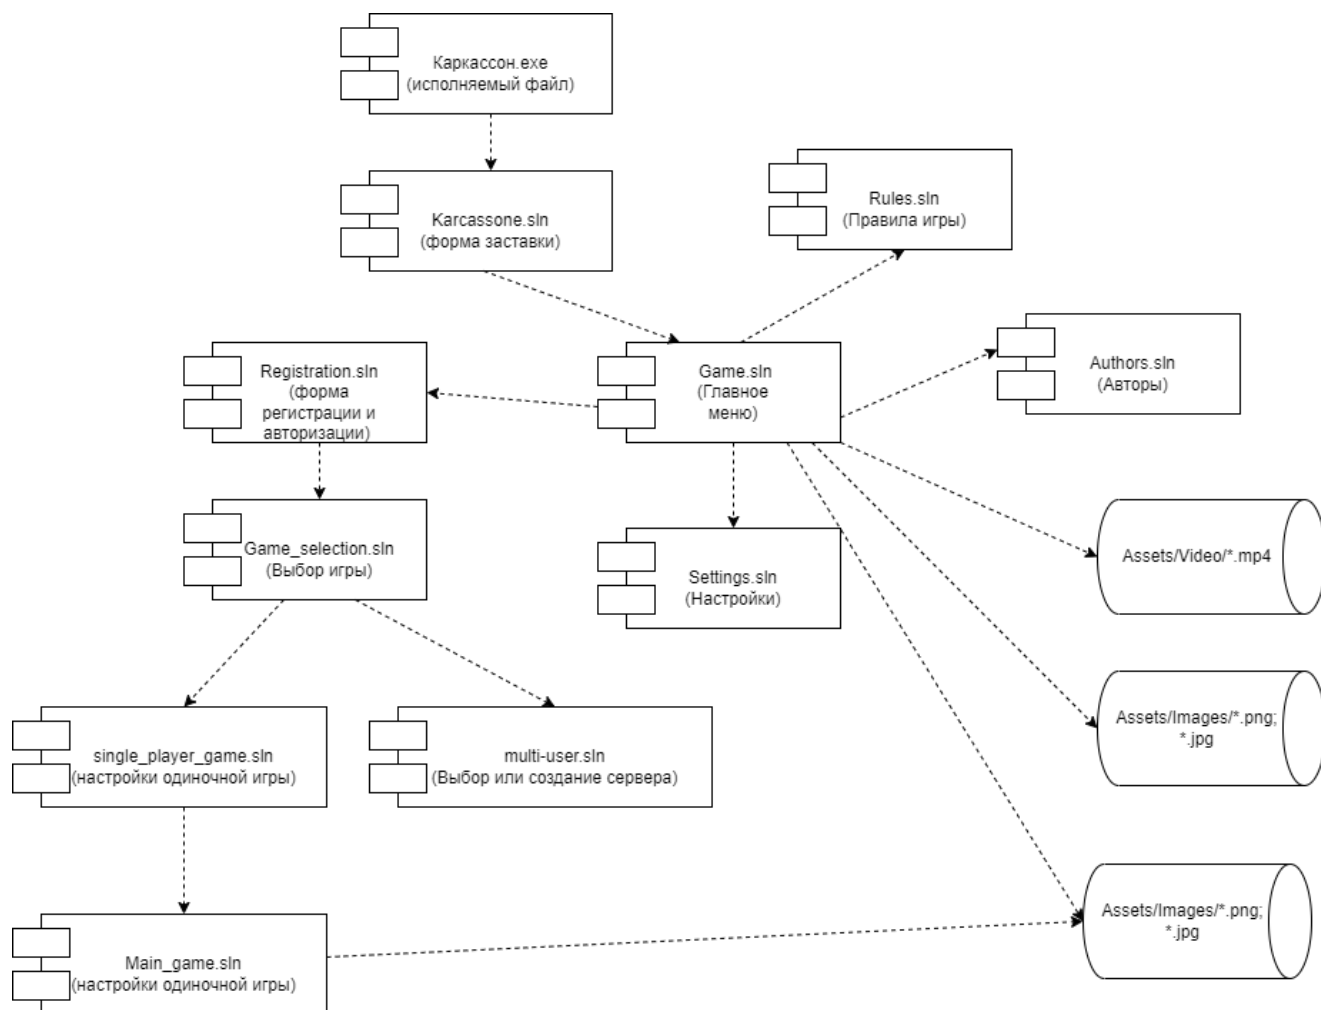 Каркассон.exe
(исполняемый файл)
Karcassone.sln
(форма заставки)
Rules.sln
(Правила игры)
Registration.sln
(форма
регистрации и
авторизации)
Game.sln
(Главное
меню)
Authors.sln
(Авторы)
Game_selection.sln
(Выбор игры)
Settings.sln
(Настройки)
Assets/Video/*.mp4
single_player_game.sln
(настройки одиночной игры)
multi-user.sln
(Выбор или создание сервера)
Assets/Images/*.png;
*.jpg
Main_game.sln
(настройки одиночной игры)
Assets/Images/*.png;
*.jpg